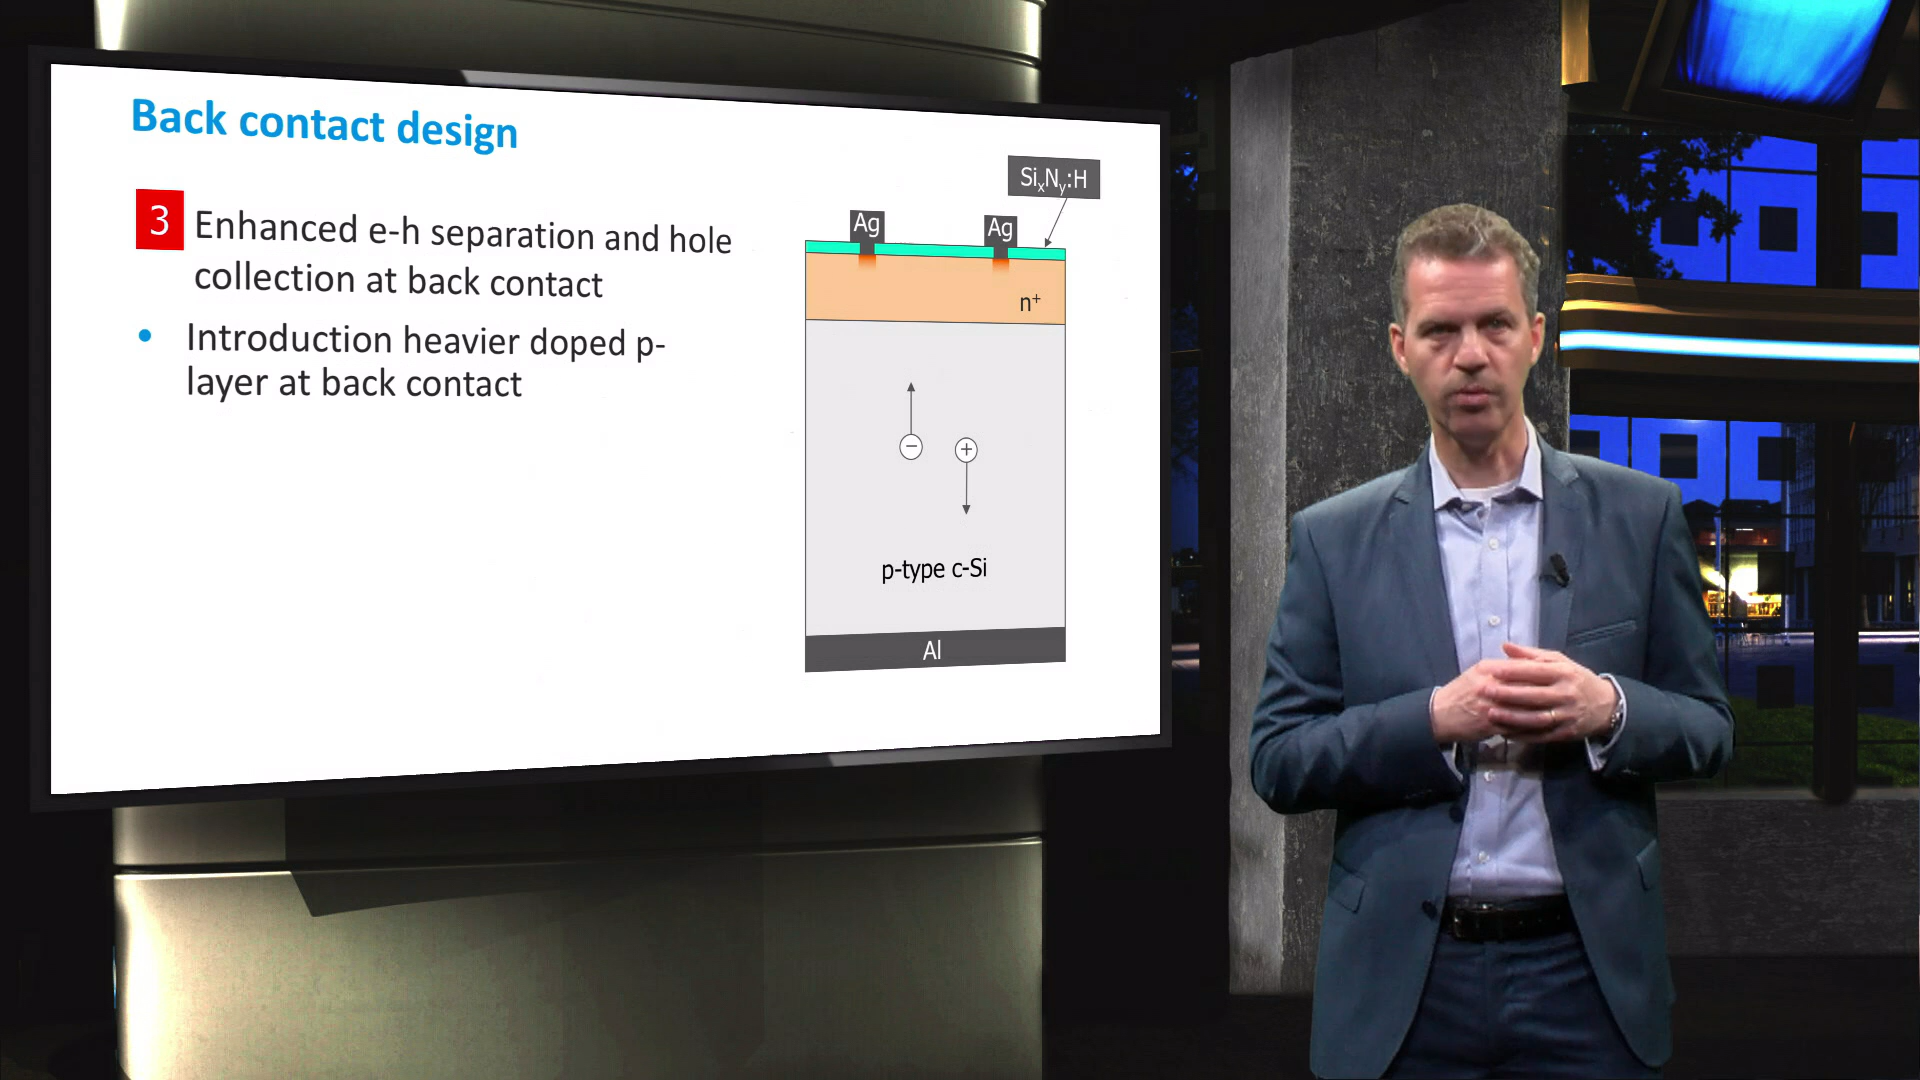 Back contact design
3 Enhanced e-h separation and hole
collection at back contact
• Introduction heavier doped p-
layer at back contact
SixNy:H
Ag Ag
n+
−
+
p-type c-Si
Al